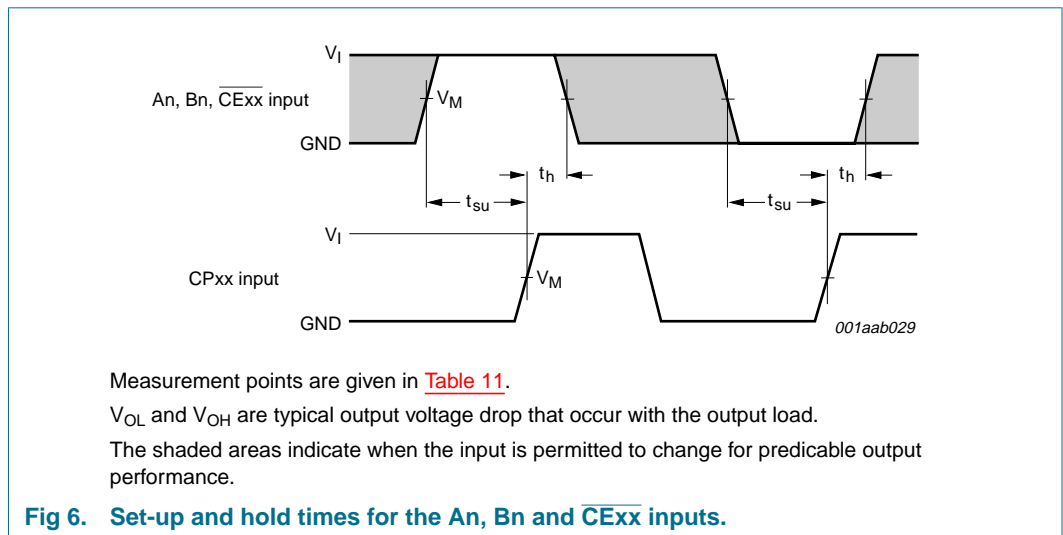 VI
An, Bn, CExx input
VM
GND
th
th
tsu
tsu
VI
CPxx input
VM
GND
001aab029
Measurement points are given in Table 11.
VOL and VOH are typical output voltage drop that occur with the output load.
The shaded areas indicate when the input is permitted to change for predicable output
performance.
Fig 6. Set-up and hold times for the An, Bn and CExx inputs.